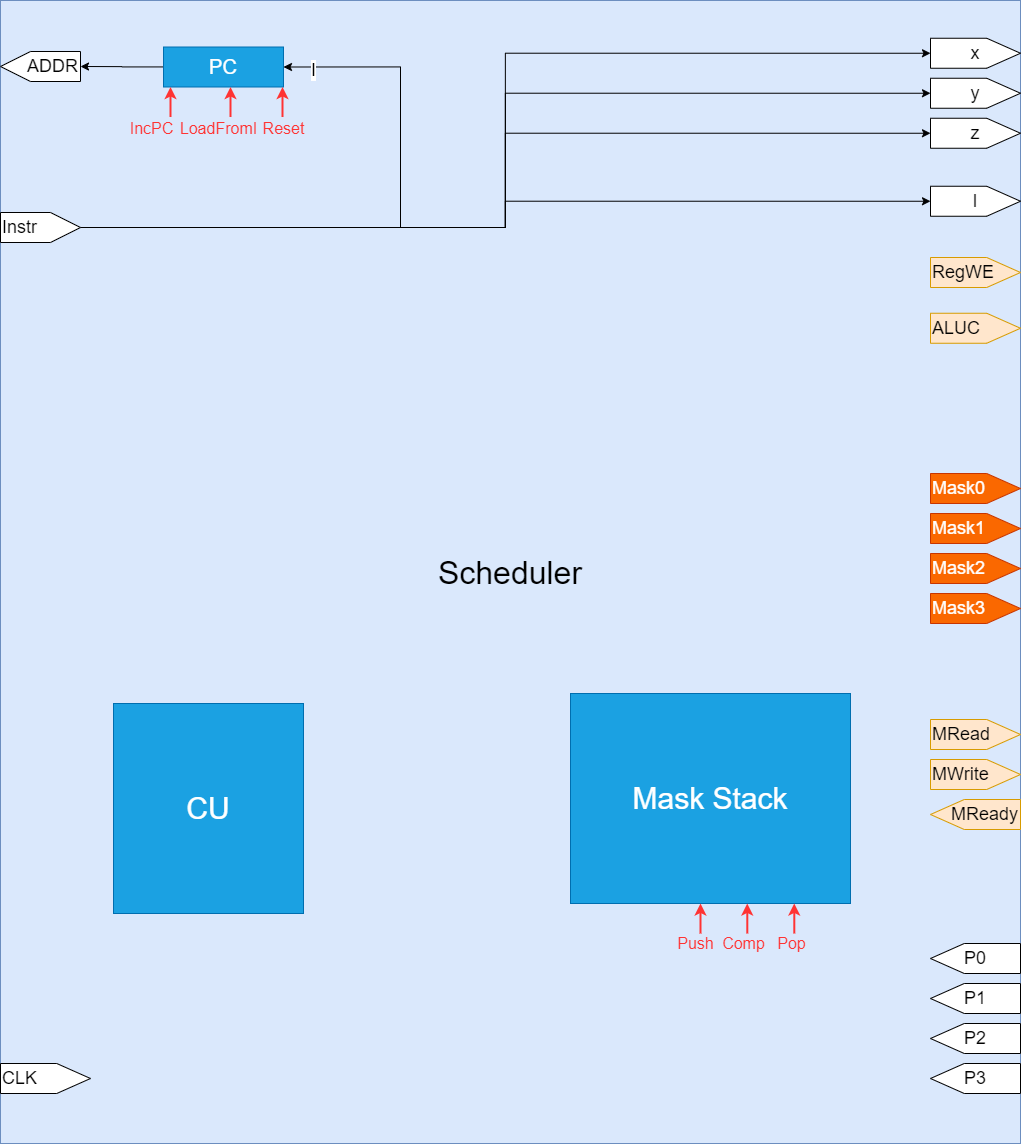 ADDR
PC
I
x
y
z
IncPC LoadFromI Reset
I
Instr
RegWE
ALUC
Mask0
Mask1
Mask2
Mask3
Scheduler
MRead
MWrite
MReady
CU
Mask Stack
Push Comp Pop
P0
P1
P2
P3
CLK